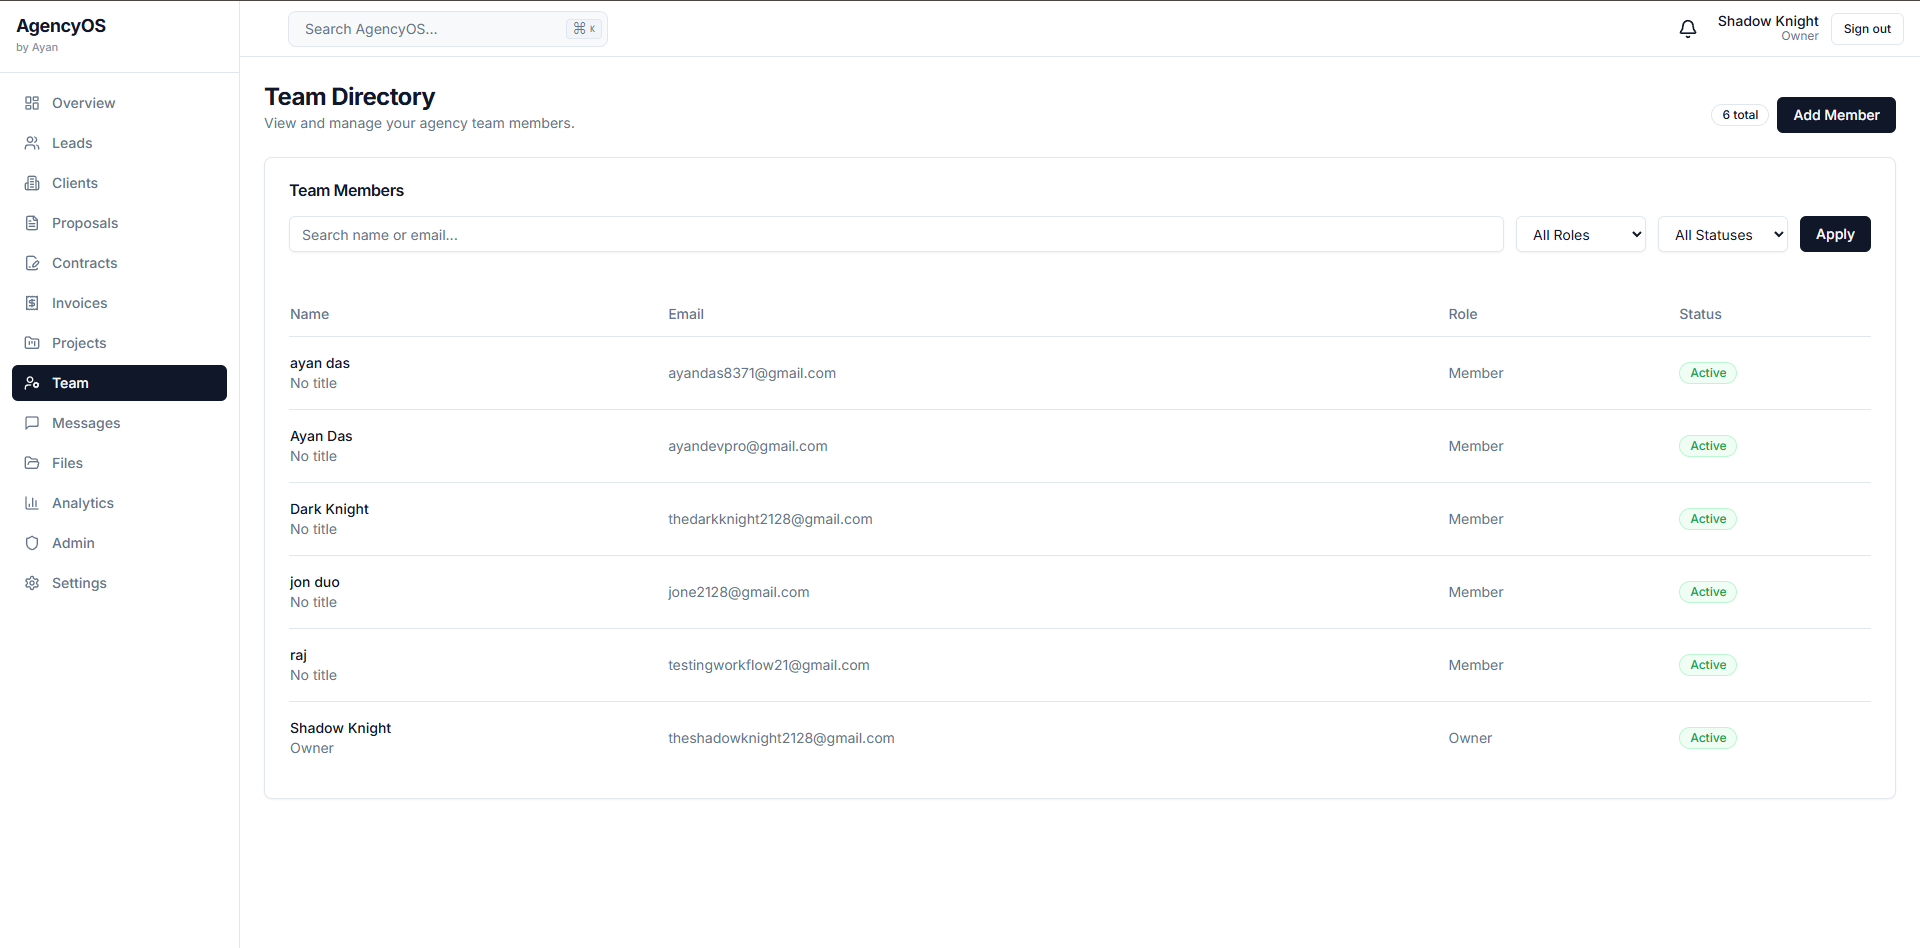 AgencyOS
by Ayan
Search AgencyOS...
⌘ K
Shadow Knight
Owner
Sign out
Overview
Leads
Clients
Proposals
Contracts
Invoices
Projects
Team
Messages
Files
Analytics
Admin
Settings
Team Directory
View and manage your agency team members.
6 total
Add Member
Team Members
Search name or email...
All Roles
All Statuses
Apply
Name Email Role Status
ayan das
No title
ayandas8371@gmail.com Member Active
Ayan Das
No title
ayandevpro@gmail.com Member Active
Dark Knight
No title
thedarkknight2128@gmail.com Member Active
jon duo
No title
jone2128@gmail.com Member Active
raj
No title
testingworkflow21@gmail.com Member Active
Shadow Knight
Owner
theshadowknight2128@gmail.com Owner Active